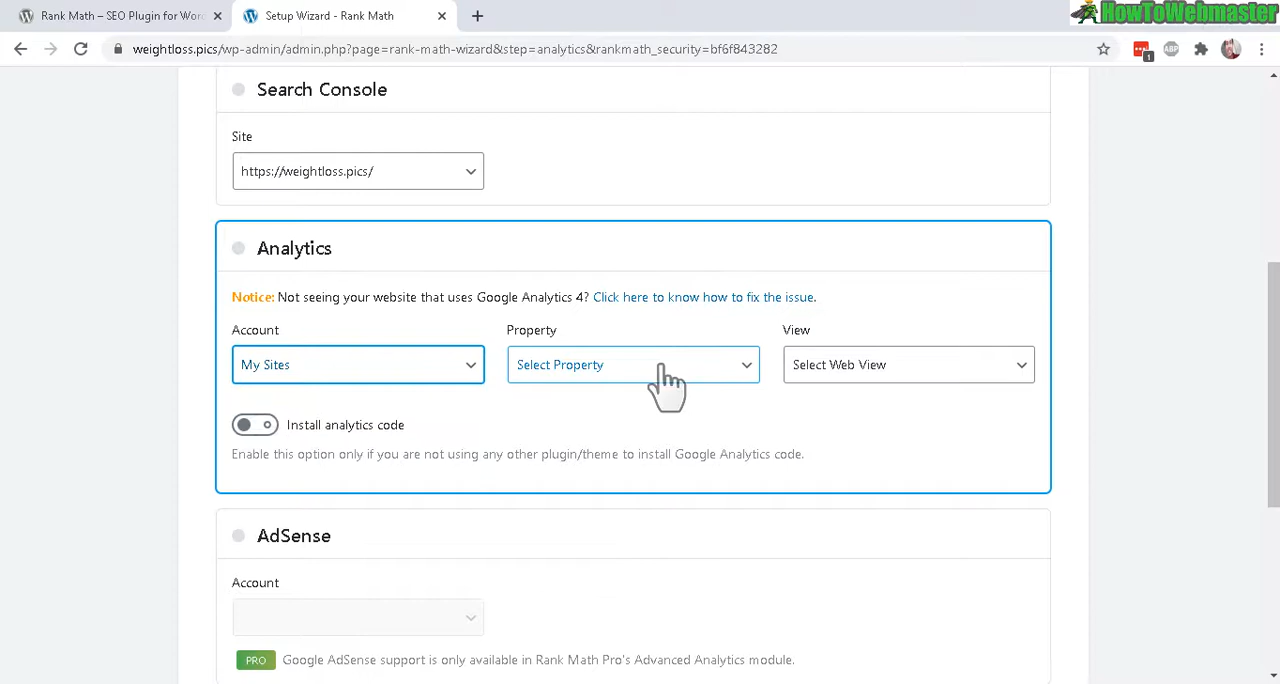 Rank Math – SEO Plugin for Wor
Setup Wizard - Rank Math
HowToWebmaster
weightloss.pics/wp-admin/admin.php?page=rank-math-wizard&step=analytics&rankmath_security=bf6f843282
1
ABP
Search Console
Site
https://weightloss.pics/
Analytics
Notice: Not seeing your website that uses Google Analytics 4? Click here to know how to fix the issue.
Account
Property
View
My Sites
Select Property
Select Web View
Install analytics code
Enable this option only if you are not using any other plugin/theme to install Google Analytics code.
AdSense
Account
PRO Google AdSense support is only available in Rank Math Pro's Advanced Analytics module.